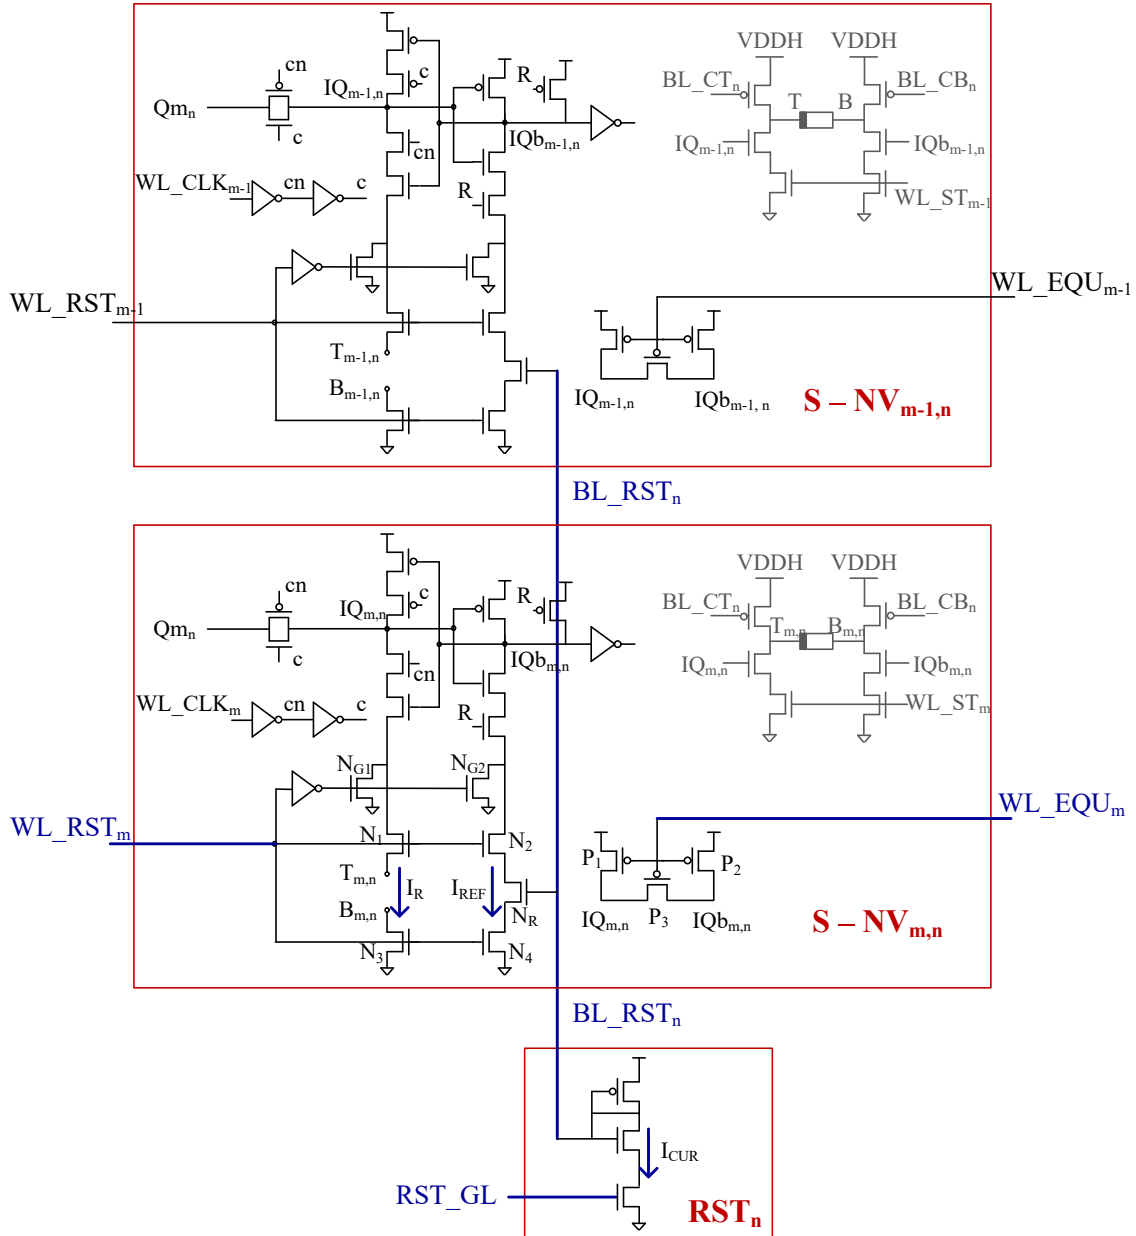 VDDH VDDH
cn
c
IQm-1,n
R
BL_CTn
BL_CBn
Qmn
T B
c
cn
IQbm-1,n
IQm-1,n
IQbm-1,n
WL_CLKm-1
cn
c
R
WL_STm-1
WL_RSTm-1
WL_EQUm-1
Tm-1,n
Bm-1,n
IQm-1,n
IQbm-1, n
S – NVm-1,n
BL_RSTn
VDDH VDDH
cn
c
IQm,n
R
BL_CTn
BL_CBn
Qmn
Tm,n Bm,n
c
cn
IQbm,n
IQm,n
IQbm,n
WL_CLKm
cn
c
R
WL_STm
NG1
NG2
WL_RSTm
WL_EQUm
N1
N2
P1
P2
Tm,n
IR
IREF
Bm,n
NR
IQm,n
P3
IQbm,n
S – NVm,n
N3
N4
BL_RSTn
ICUR
RST_GL
RSTn